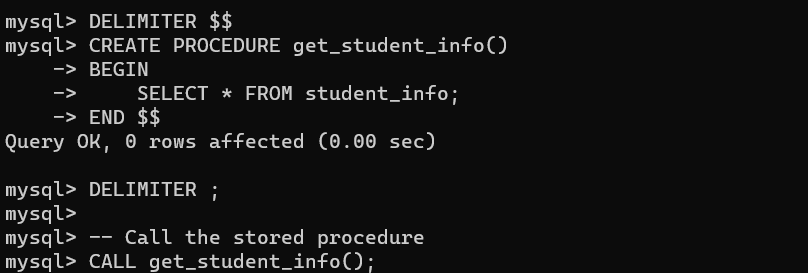 mysql> DELIMITER $$
mysql> CREATE PROCEDURE get_student_info()
    -> BEGIN
    ->     SELECT * FROM student_info;
    -> END $$
Query OK, 0 rows affected (0.00 sec)

mysql> DELIMITER ;
mysql>
mysql> -- Call the stored procedure
mysql> CALL get_student_info();